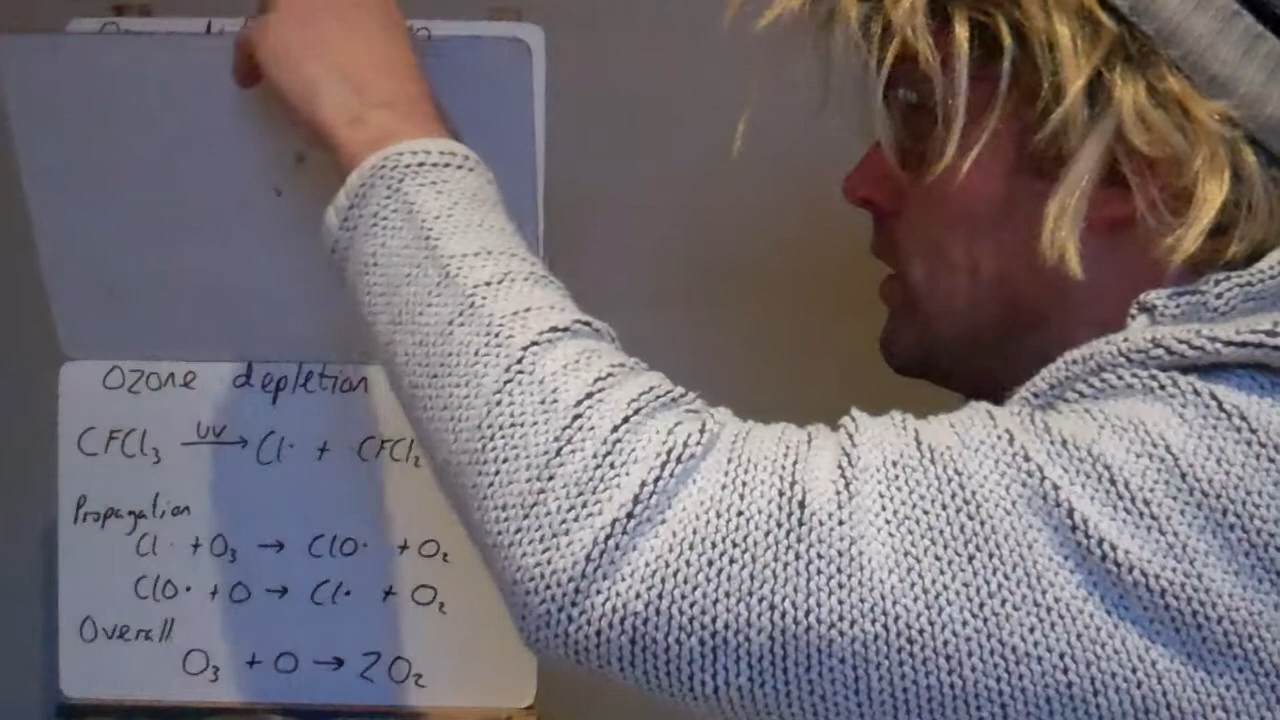 Ozone depletion
CFCl₃ UV→ Cl· + CFCl₂
Propagation
Cl· + O₃ → ClO· + O₂
ClO· + O → Cl· + O₂
Overall
O₃ + O → 2O₂